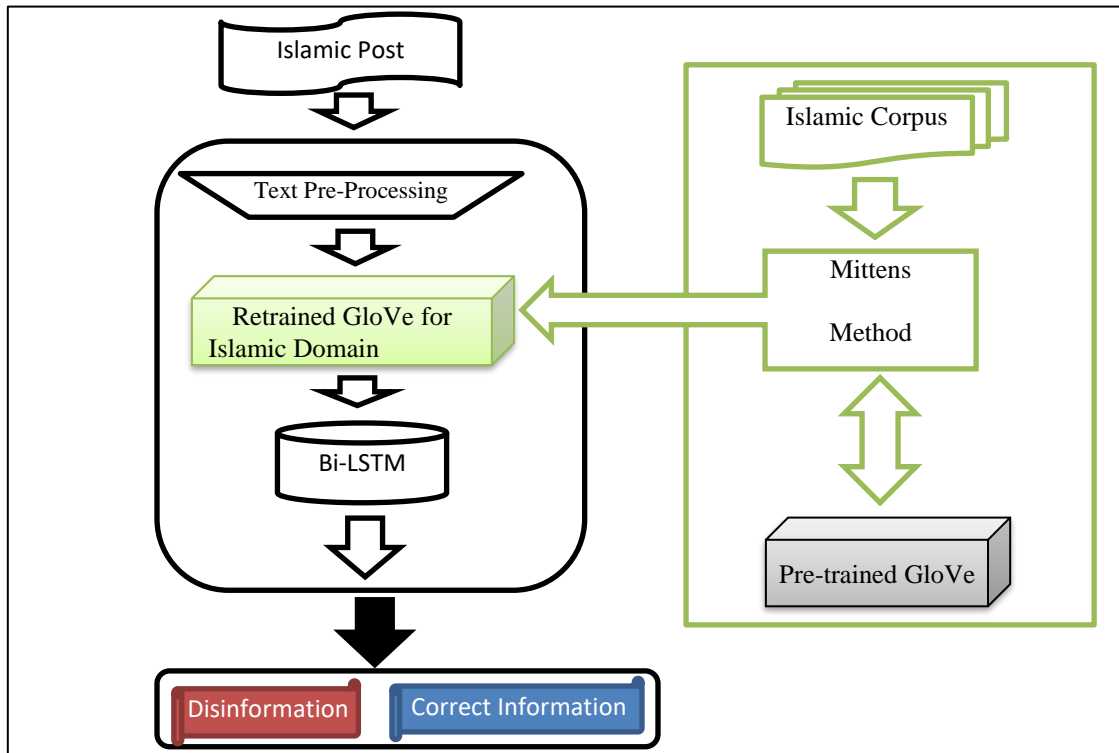 Islamic Post
Text Pre-Processing
Retrained GloVe for
Islamic Domain
Bi-LSTM
Disinformation
Correct Information
Islamic Corpus
Mittens
Method
Pre-trained GloVe